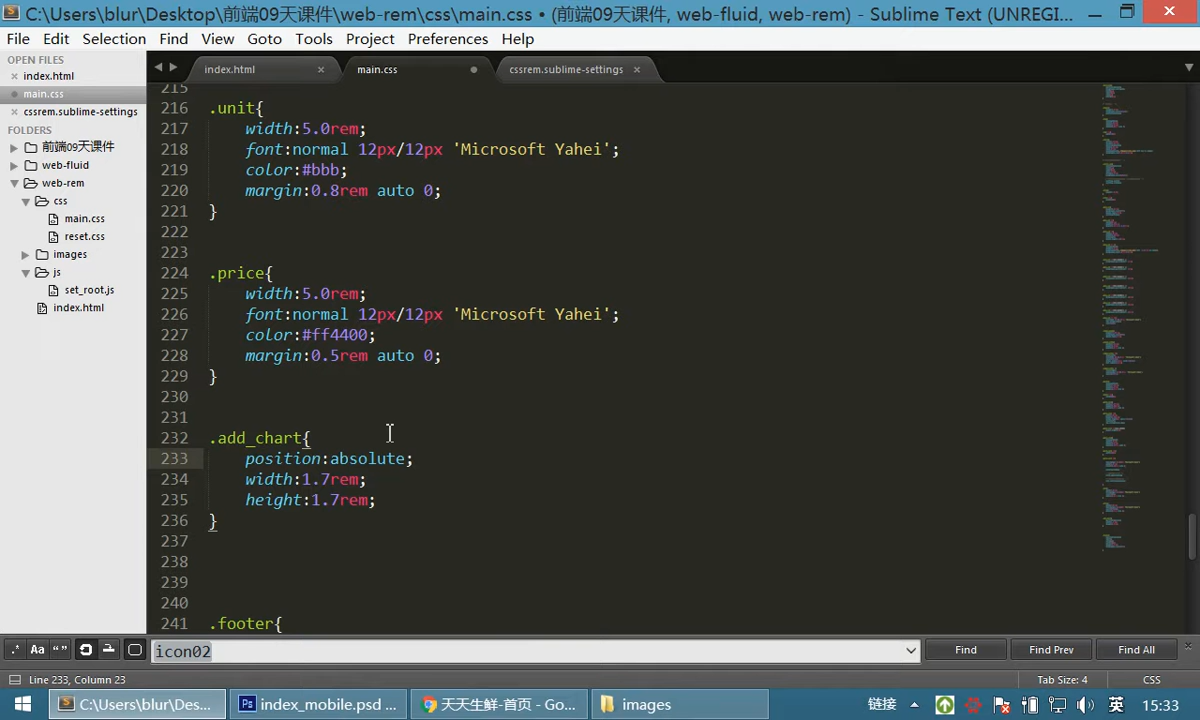 C:\Users\blur\Desktop\前端09天课件\web-rem\css\main.css • (前端09天课件, web-fluid, web-rem) - Sublime Text (UNREGI...
File Edit Selection Find View Goto Tools Project Preferences Help
OPEN FILES
index.html
main.css
cssrem.sublime-settings
FOLDERS
前端09天课件
web-fluid
web-rem
css
main.css
reset.css
images
js
set_root.js
index.html
index.html main.css cssrem.sublime-settings
215
216 .unit{
217 width:5.0rem;
218 font:normal 12px/12px 'Microsoft Yahei';
219 color:#bbb;
220 margin:0.8rem auto 0;
221 }
222
223
224 .price{
225 width:5.0rem;
226 font:normal 12px/12px 'Microsoft Yahei';
227 color:#ff4400;
228 margin:0.5rem auto 0;
229 }
230
231
232 .add_chart{
233 position:absolute;
234 width:1.7rem;
235 height:1.7rem;
236 }
237
238
239
240
241 .footer{
.* Aa “ ” icon02 Find Find Prev Find All
Line 233, Column 23 Tab Size: 4 CSS
C:\Users\blur\Des... index_mobile.psd ... 天天生鲜-首页 - Go... images 链接 英 15:33